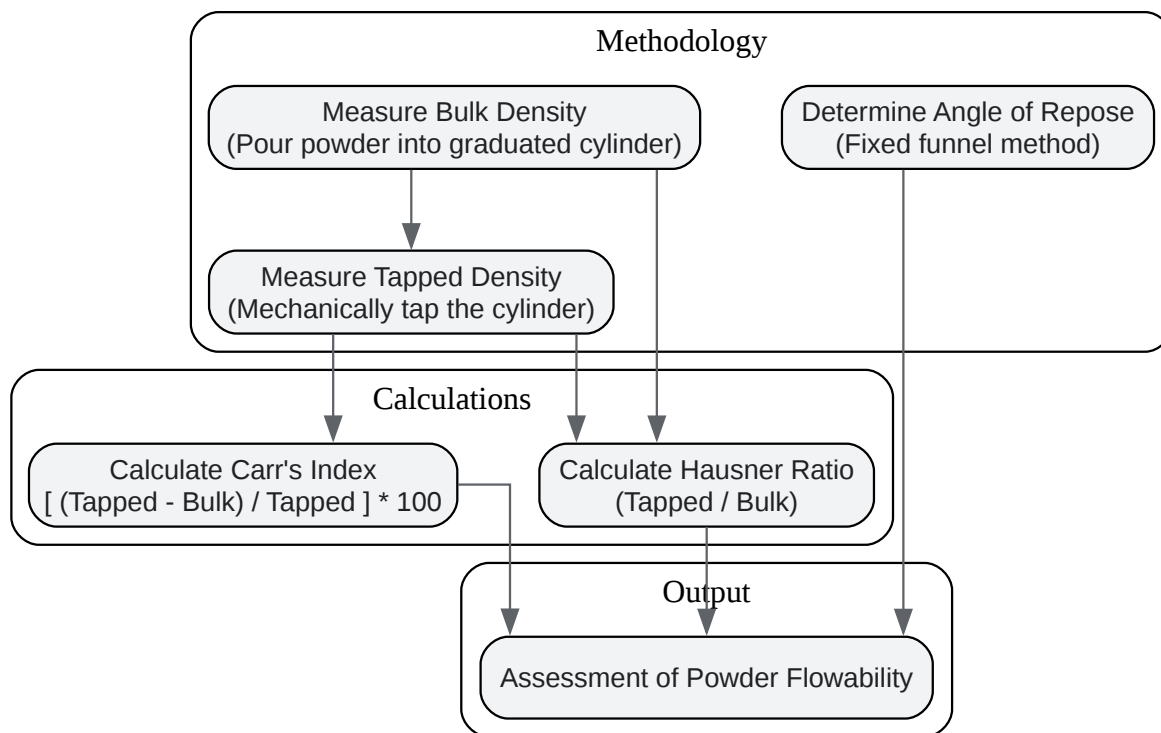 Methodology
Measure Bulk Density
(Pour powder into graduated cylinder)
Determine Angle of Repose
(Fixed funnel method)
Measure Tapped Density
(Mechanically tap the cylinder)
Calculations
Calculate Carr's Index
[ (Tapped - Bulk) / Tapped ] * 100
Calculate Hausner Ratio
(Tapped / Bulk)
Output
Assessment of Powder Flowability